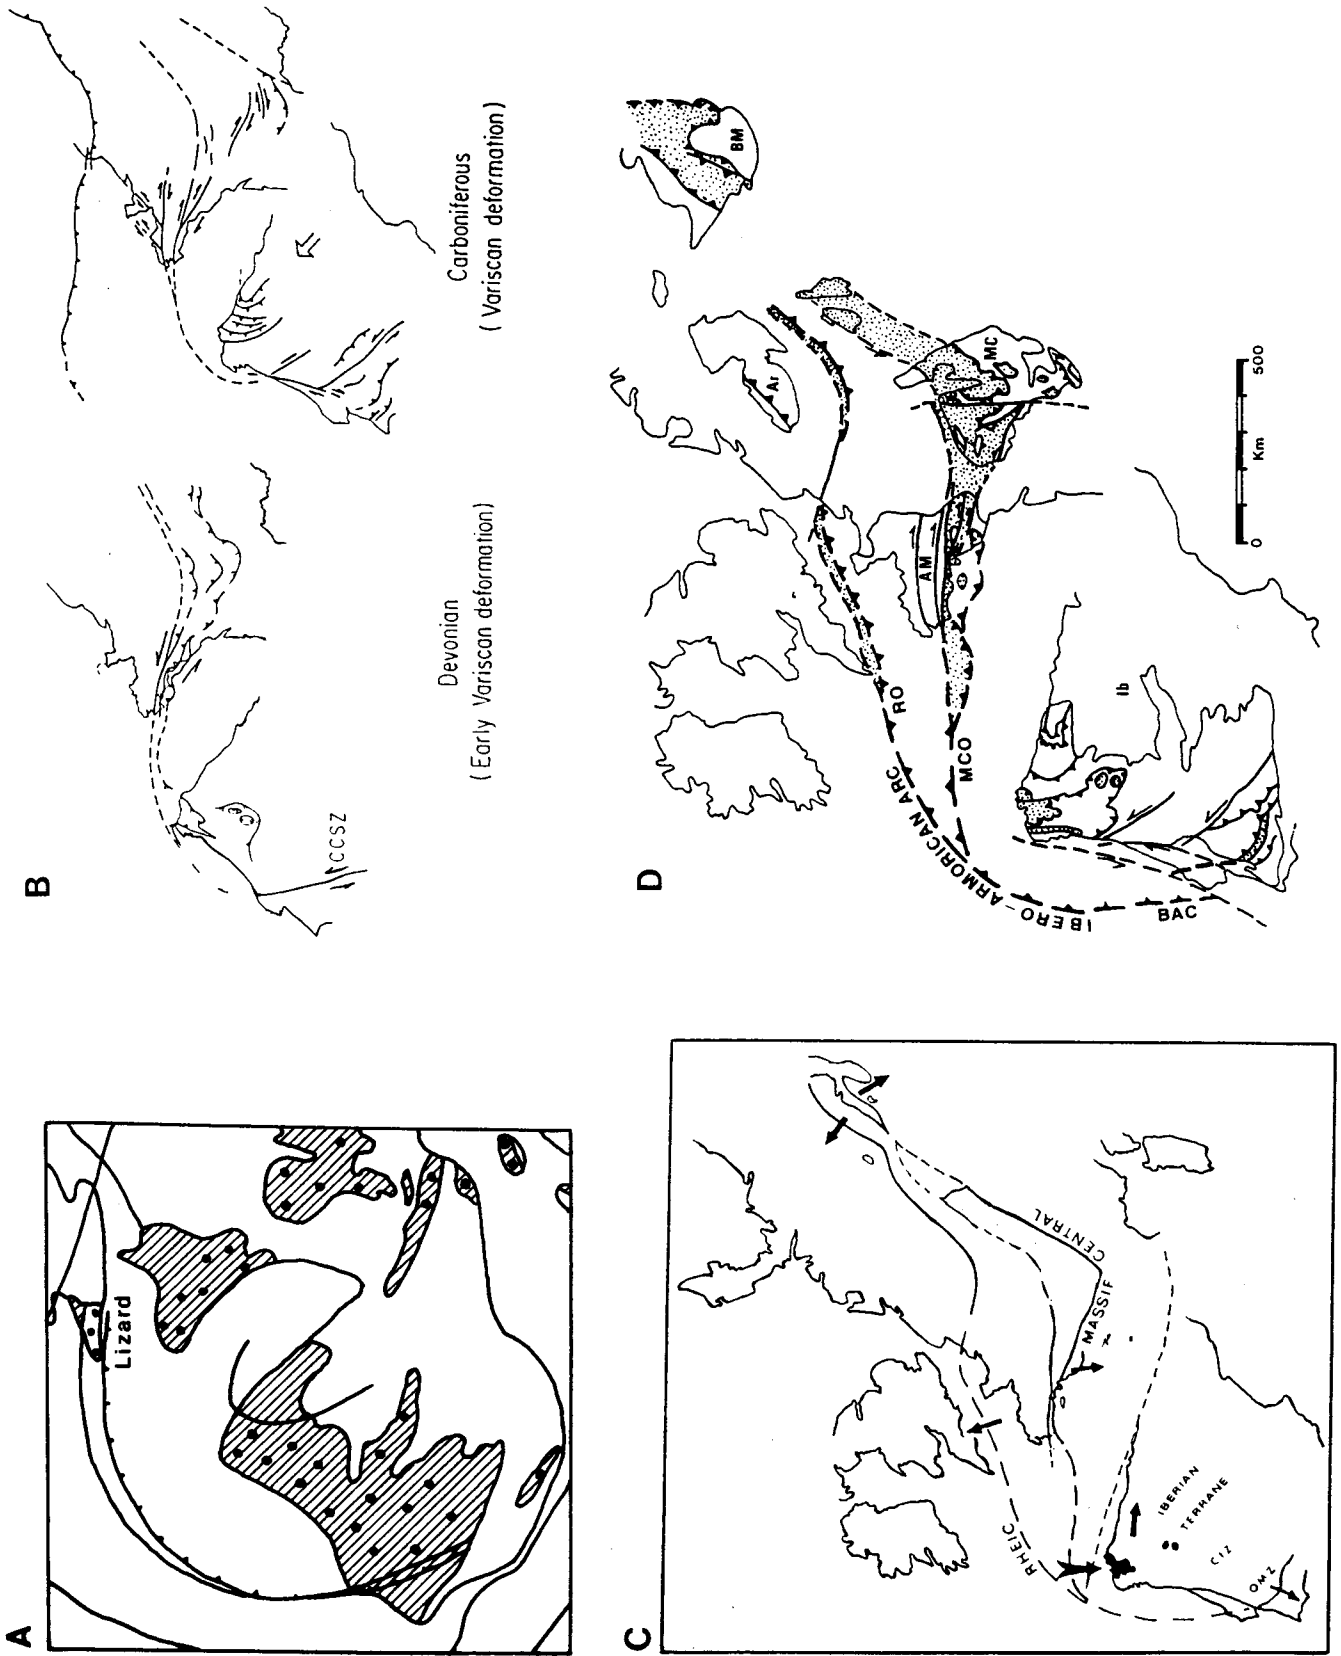 A
Lizard
B
Devonian
(Early Variscan deformation)
CCSZ
Carboniferous
(Variscan deformation)
C
RHEIC
MASSIF
CENTRAL
IBERIAN
TERRANE
CIZ
OMZ
D
IBERO-ARMORICAN ARC
BAC
MCO
RO
AM
Ar
MC
BM
Ib
0
Km
500